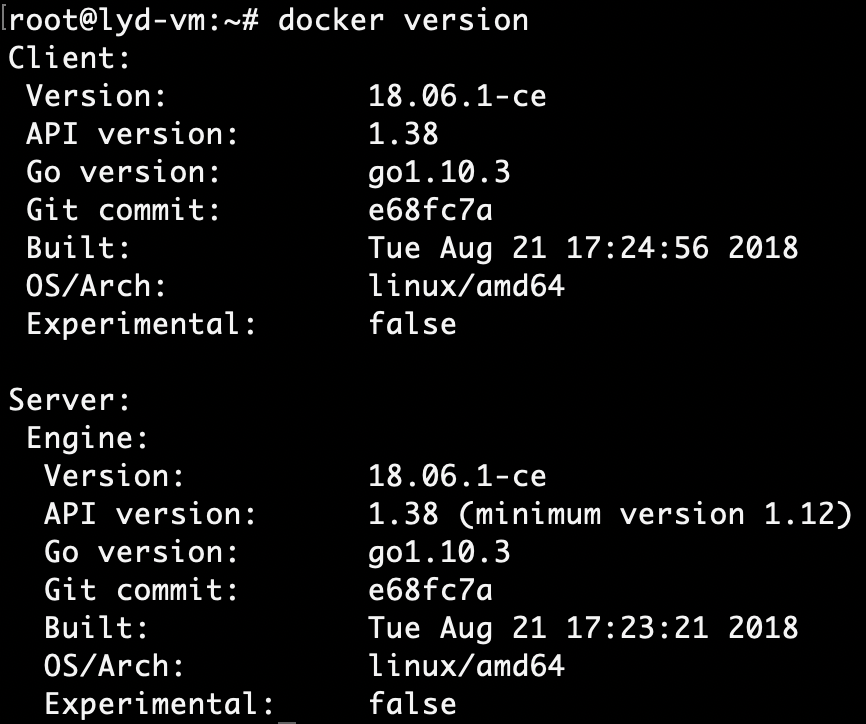 [root@lyd-vm:~# docker version
Client:
 Version:           18.06.1-ce
 API version:       1.38
 Go version:        go1.10.3
 Git commit:        e68fc7a
 Built:             Tue Aug 21 17:24:56 2018
 OS/Arch:           linux/amd64
 Experimental:      false

Server:
 Engine:
  Version:          18.06.1-ce
  API version:      1.38 (minimum version 1.12)
  Go version:       go1.10.3
  Git commit:       e68fc7a
  Built:            Tue Aug 21 17:23:21 2018
  OS/Arch:          linux/amd64
  Experimental:     false